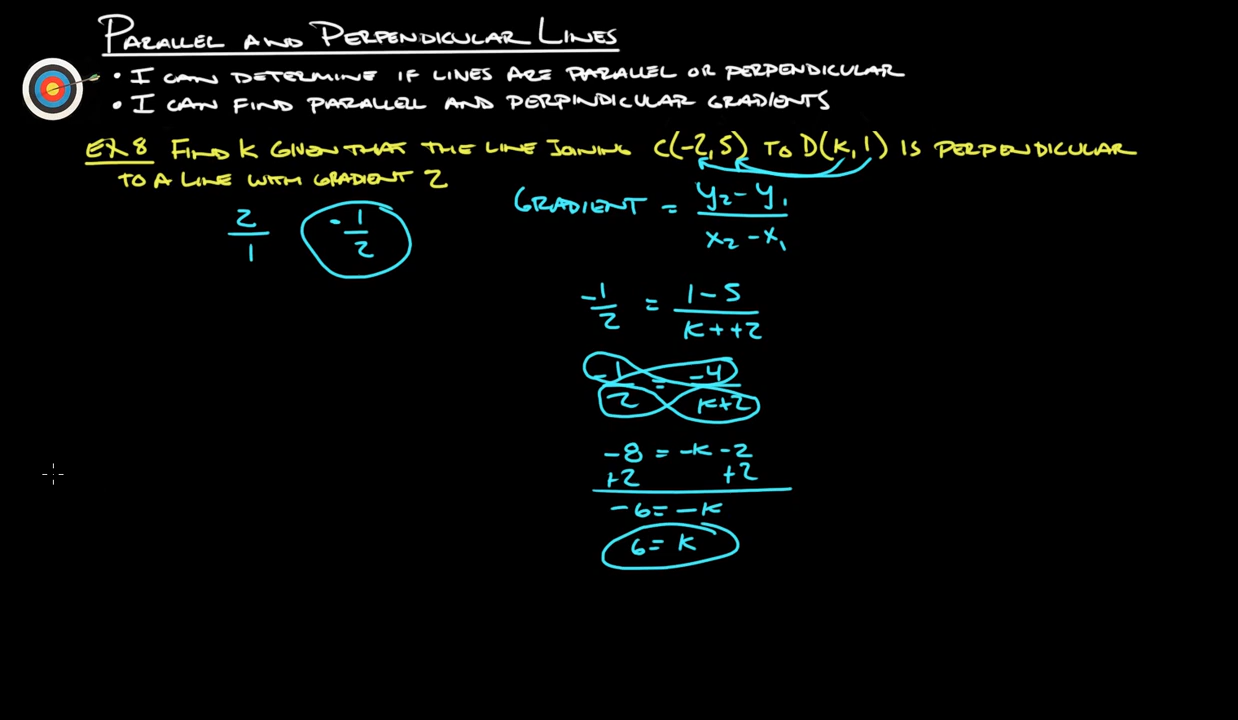 PARALLEL AND PERPENDICULAR LINES
• I CAN DETERMINE IF LINES ARE PARALLEL OR PERPENDICULAR
• I CAN FIND PARALLEL AND PERPINDICULAR GRADIENTS
EX 8 FIND K GIVEN THAT THE LINE JOINING C(-2,5) TO D(K,1) IS PERPENDICULAR
TO A LINE WITH GRADIENT 2
2/1 -1/2
GRADIENT = y₂ - y₁ / x₂ - x₁
-1/2 = 1-5 / K++2
-1/2 = -4 / K+2
-8 = -K -2
+2 +2
-6 = -K
6 = K